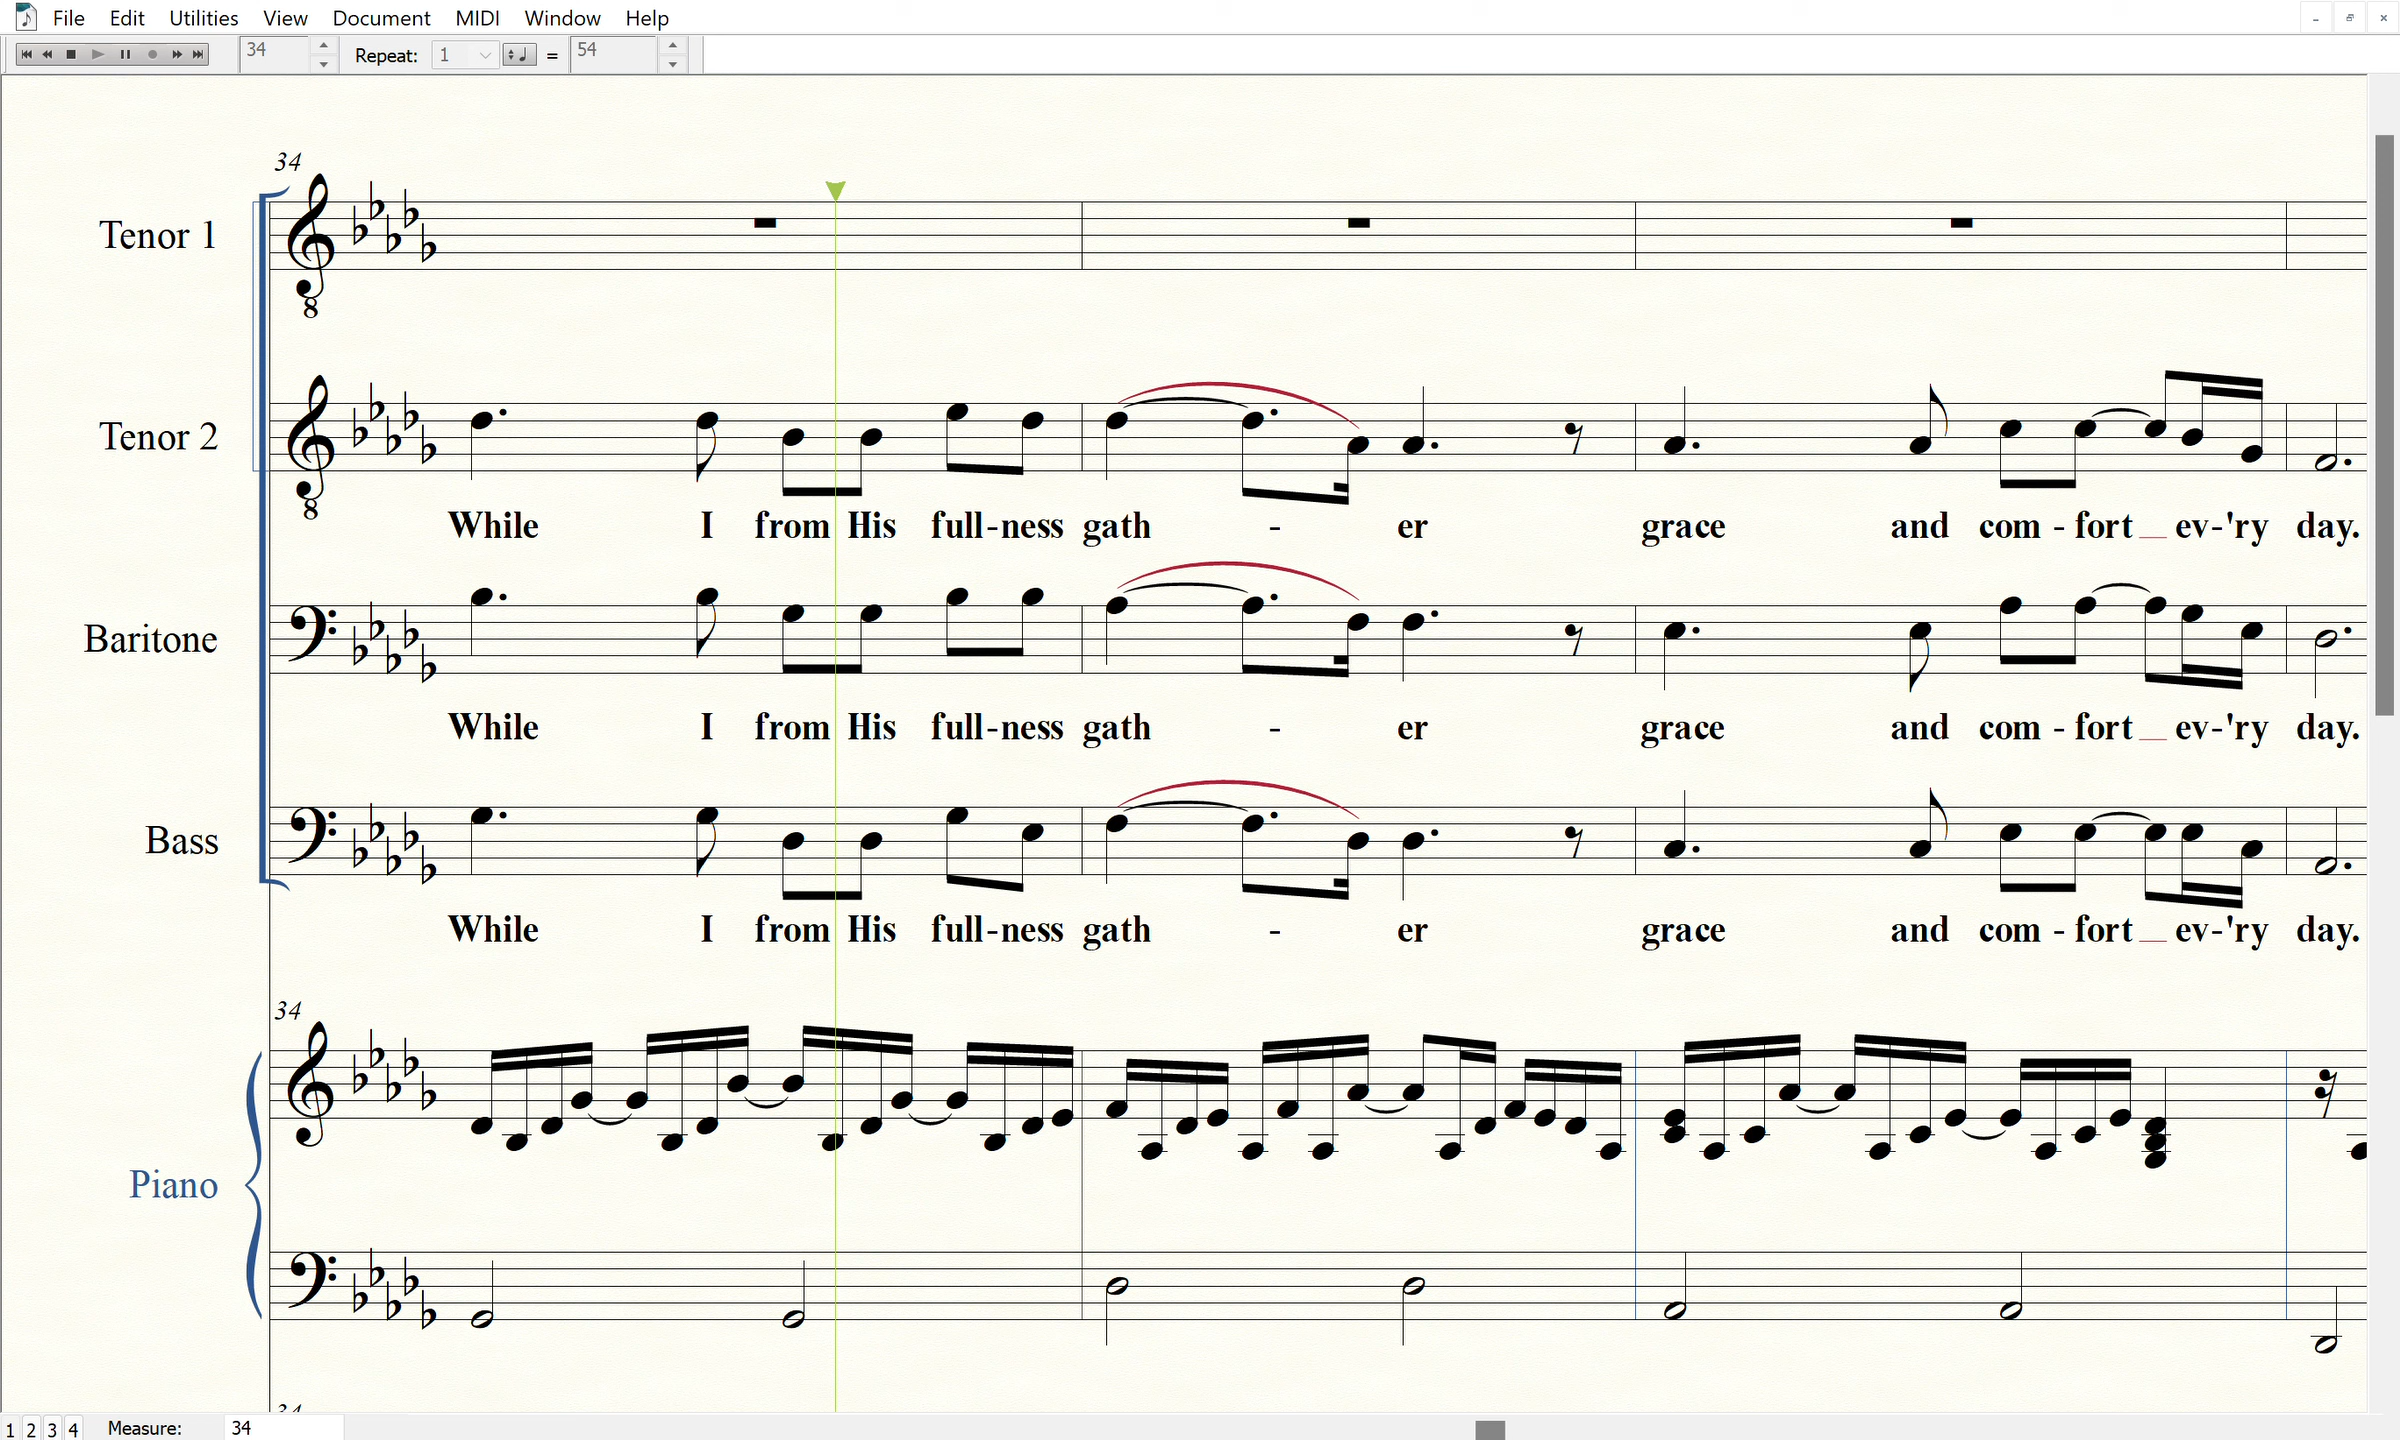 File Edit Utilities View Document MIDI Window Help
34 Repeat: 1 = 54
34
Tenor 1
8
Tenor 2
8
While I from His full-ness gath - er grace and com - fort _ ev-'ry day.
Baritone
While I from His full-ness gath - er grace and com - fort _ ev-'ry day.
Bass
While I from His full-ness gath - er grace and com - fort _ ev-'ry day.
34
Piano
34
1 2 3 4 Measure: 34